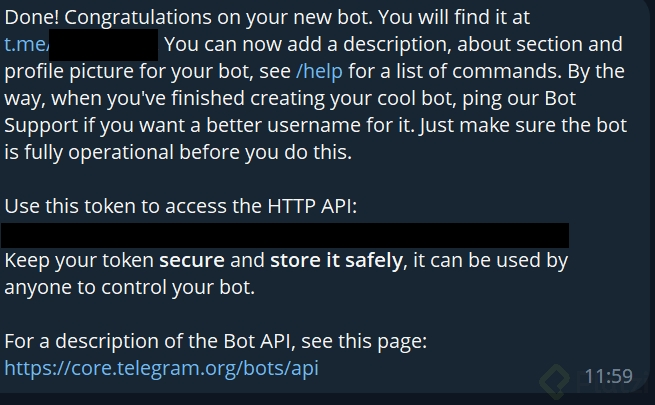 Done! Congratulations on your new bot. You will find it at
t.me/ You can now add a description, about section and
profile picture for your bot, see /help for a list of commands. By the
way, when you've finished creating your cool bot, ping our Bot
Support if you want a better username for it. Just make sure the bot
is fully operational before you do this.
Use this token to access the HTTP API:
Keep your token secure and store it safely, it can be used by
anyone to control your bot.
For a description of the Bot API, see this page:
https://core.telegram.org/bots/api
11:59